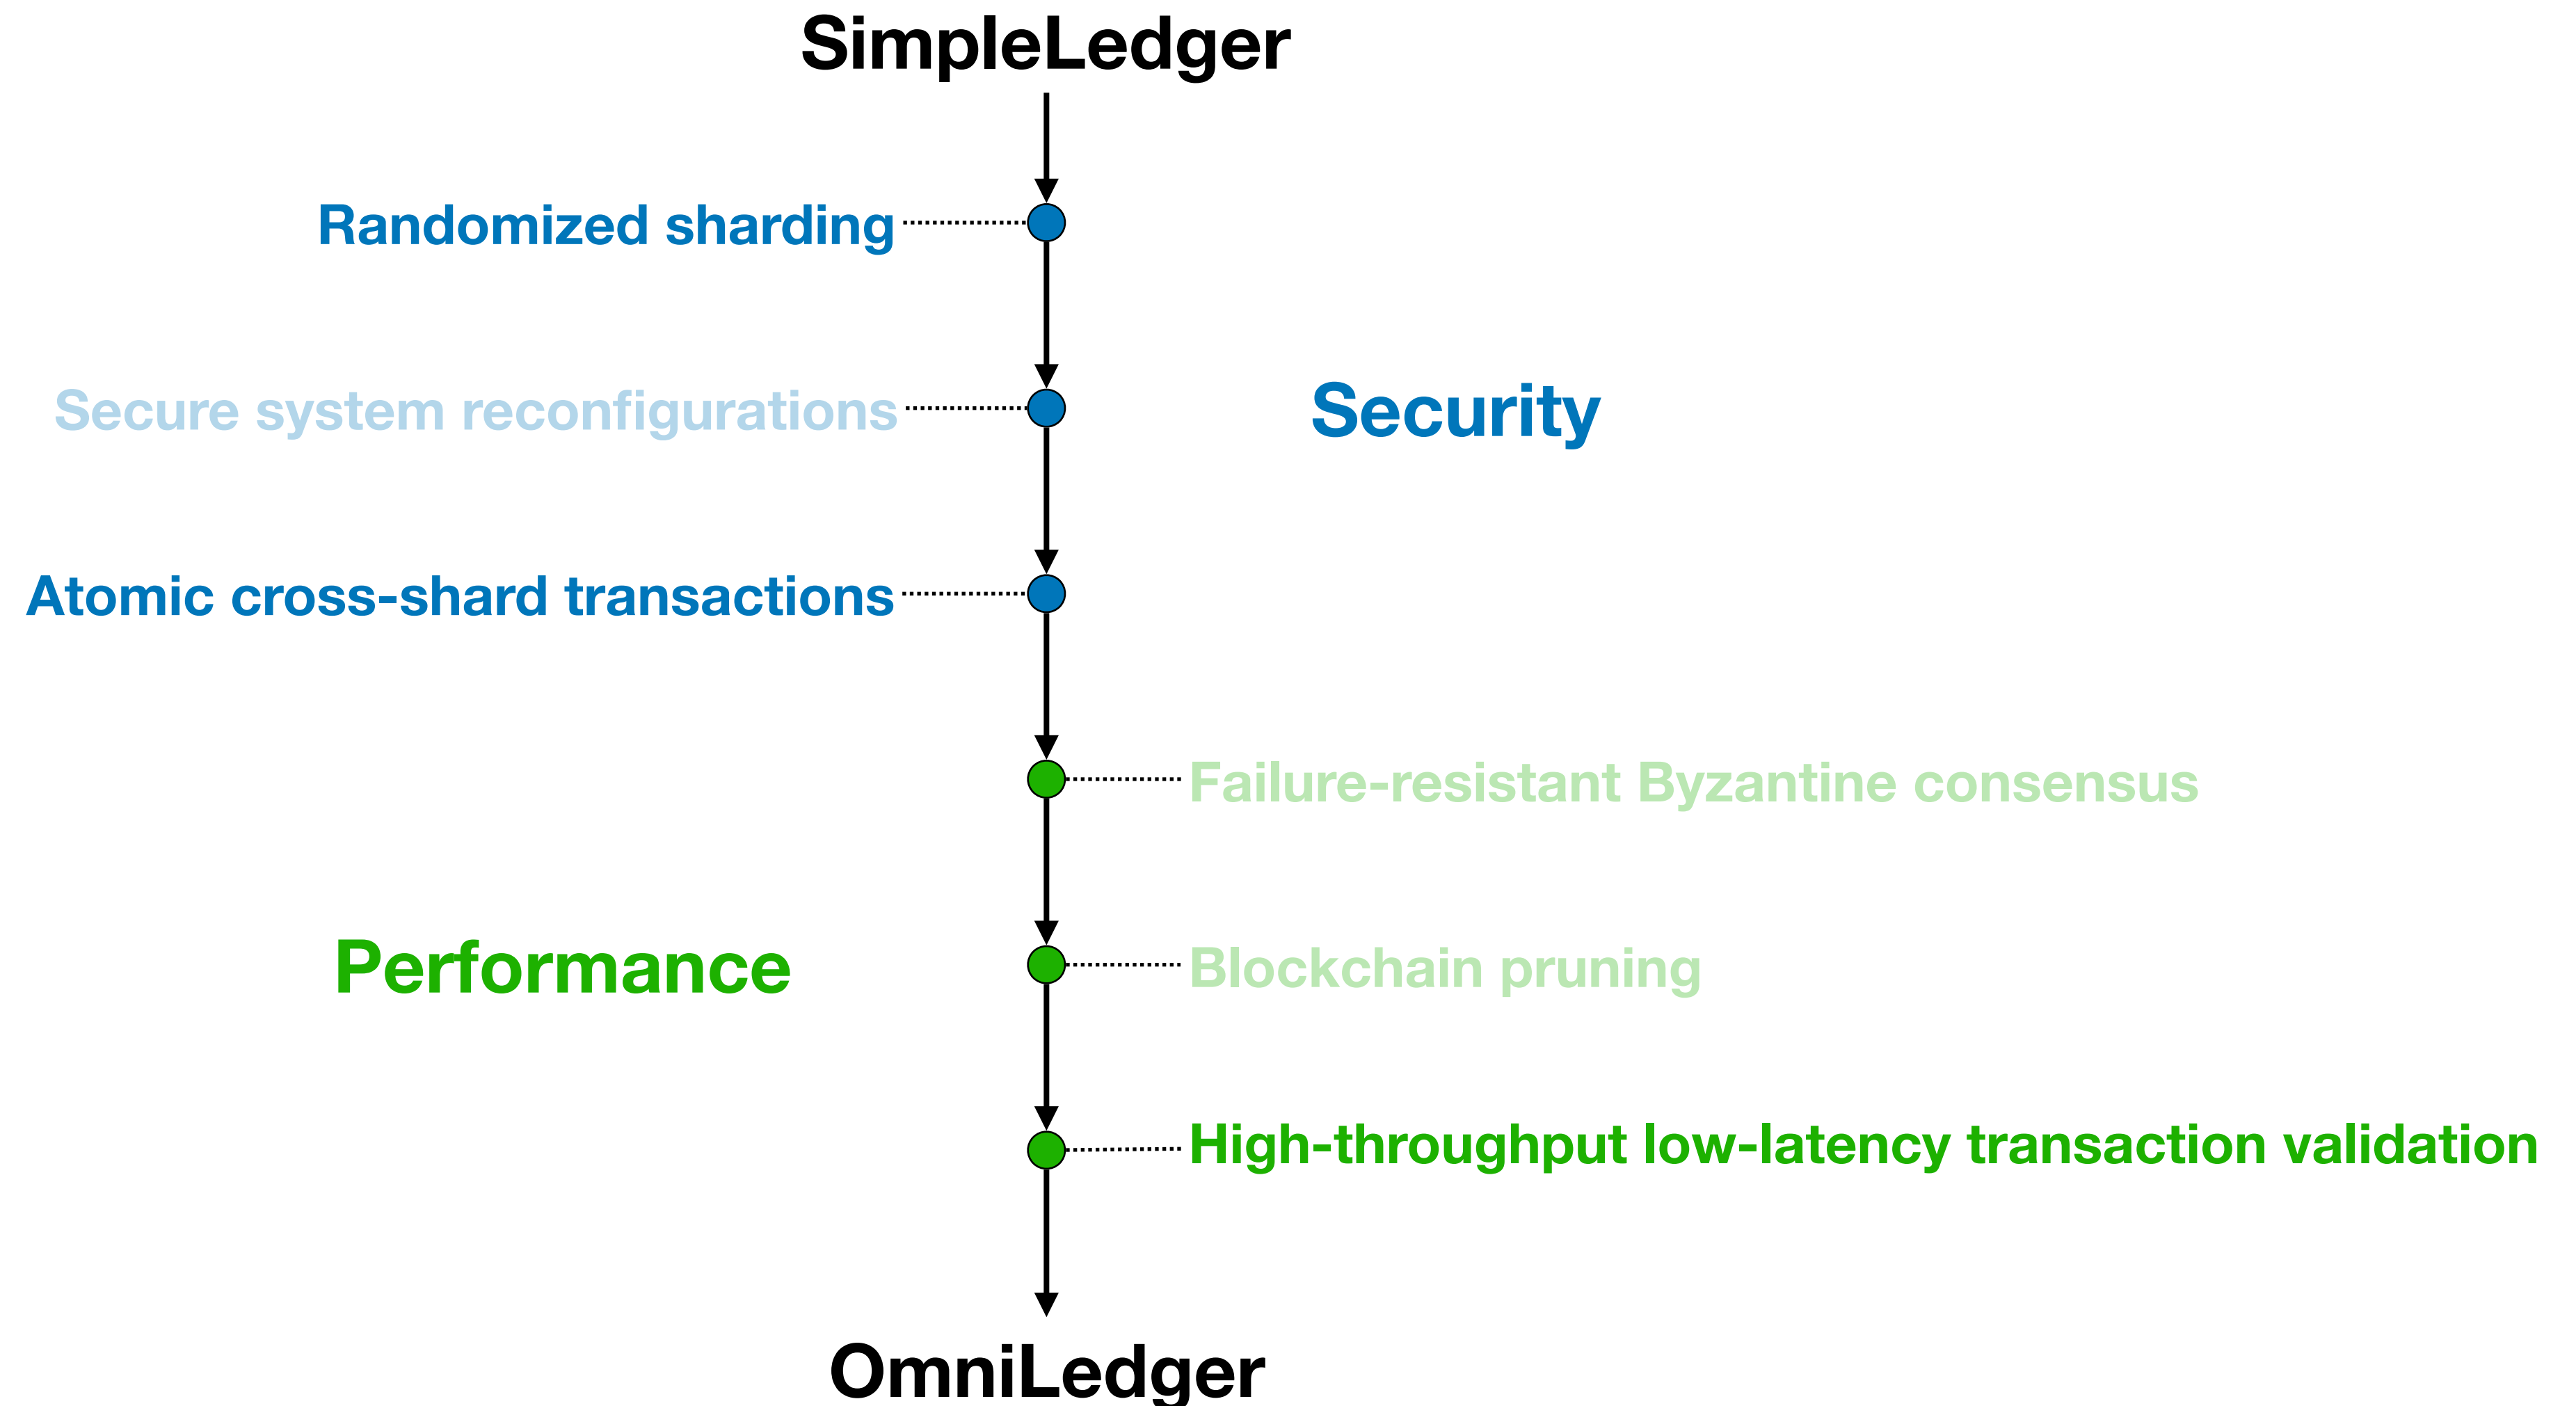 SimpleLedger
Randomized sharding
Secure system reconfigurations
Security
Atomic cross-shard transactions
Failure-resistant Byzantine consensus
Performance
Blockchain pruning
High-throughput low-latency transaction validation
OmniLedger